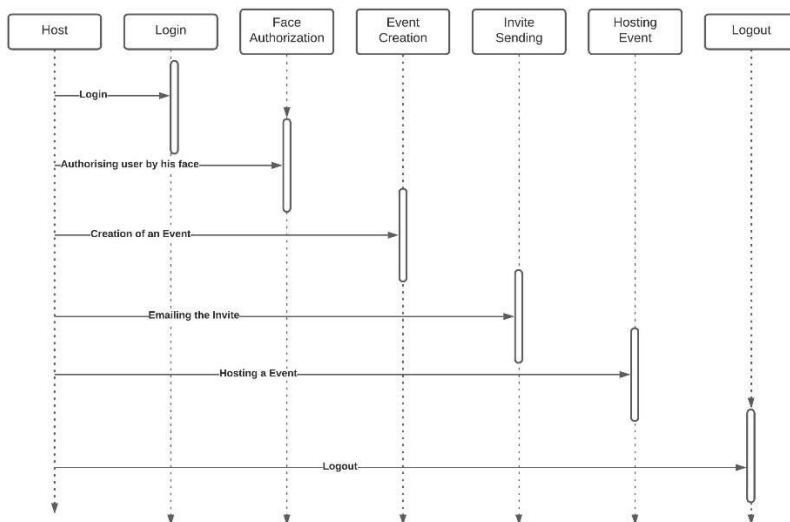 Host
Login
Face
Authorization
Event
Creation
Invite
Sending
Hosting
Event
Logout
Login
Authorising user by his face
Creation of an Event
Emailing the Invite
Hosting a Event
Logout